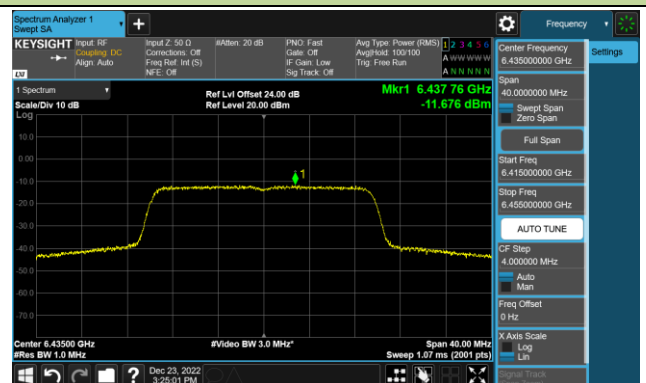 Spectrum Analyzer 1
Swept SA
Frequency
KEYSIGHT
Input: RF
Coupling: DC
Align: Auto
Input Z: 50 Ω
Corrections: Off
Freq Ref: Int (S)
NFE: Off
#Atten: 20 dB
PNO: Fast
Gate: Off
IF Gain: Low
Sig Track: Off
Avg Type: Power (RMS)
Avg|Hold: 100/100
Trig: Free Run
1 2 3 4 5 6
A W W W W W
A N N N N N
LXI
1 Spectrum
Scale/Div 10 dB
Log
Ref Lvl Offset 24.00 dB
Ref Level 20.00 dBm
Mkr1 6.437 76 GHz
-11.676 dBm
10.0
0.00
-10.0
-20.0
-30.0
-40.0
-50.0
-60.0
-70.0
1
Center 6.43500 GHz
#Res BW 1.0 MHz
#Video BW 3.0 MHz*
Span 40.00 MHz
Sweep 1.07 ms (2001 pts)
Dec 23, 2022
3:25:01 PM
Center Frequency
6.435000000 GHz
Settings
Span
40.0000000 MHz
Swept Span
Zero Span
Full Span
Start Freq
6.415000000 GHz
Stop Freq
6.455000000 GHz
AUTO TUNE
CF Step
4.000000 MHz
Auto
Man
Freq Offset
0 Hz
X Axis Scale
Log
Lin
Signal Track